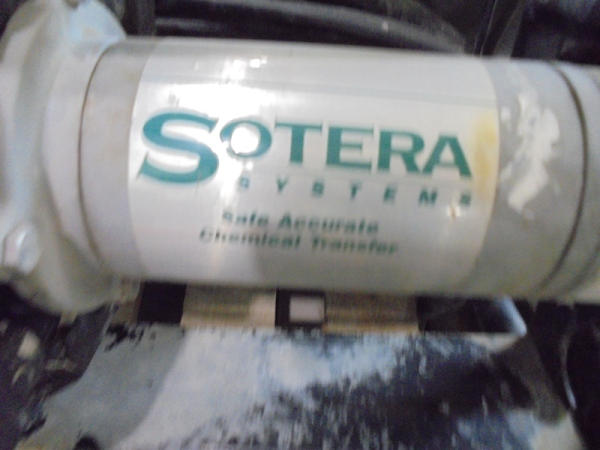 SOTERA
SYSTEMS
Safe Accurate
Chemical Transfer